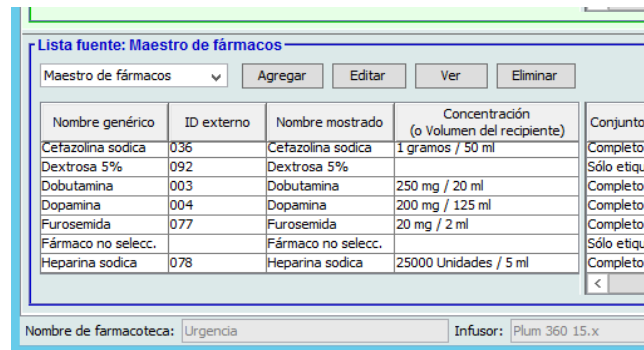 Lista fuente: Maestro de fármacos
Maestro de fármacos Agregar Editar Ver Eliminar
Nombre genérico ID externo Nombre mostrado Concentración (o Volumen del recipiente) Conjunto
Cefazolina sodica 036 Cefazolina sodica 1 gramos / 50 ml Completo
Dextrosa 5% 092 Dextrosa 5% Sólo etiqu
Dobutamina 003 Dobutamina 250 mg / 20 ml Completo
Dopamina 004 Dopamina 200 mg / 125 ml Completo
Furosemida 077 Furosemida 20 mg / 2 ml Completo
Fármaco no selecc. Fármaco no selecc. Sólo etiqu
Heparina sodica 078 Heparina sodica 25000 Unidades / 5 ml Completo
Nombre de farmacoteca: Urgencia Infusor: Plum 360 15.x